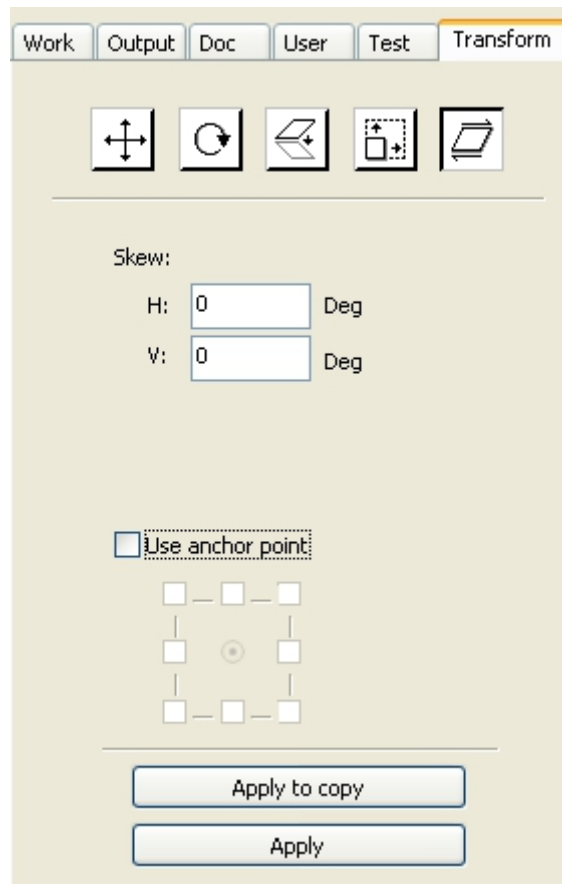 Work Output Doc User Test Transform
Skew:
H: 0 Deg
V: 0 Deg
Use anchor point
Apply to copy
Apply